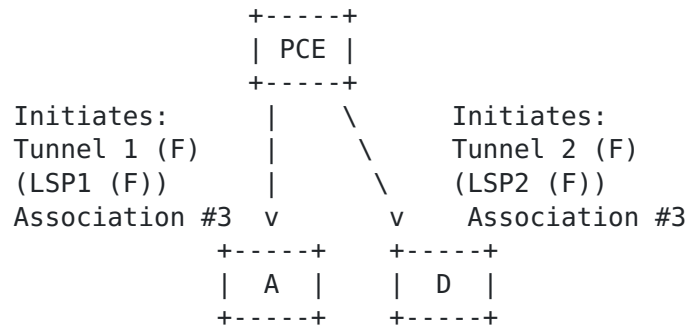 +-----+
                | PCE |
                +-----+
Initiates:       |    \      Initiates:
Tunnel 1 (F)     |     \     Tunnel 2 (F)
(LSP1 (F))       |      \    (LSP2 (F))
Association #3   v       v    Association #3
              +-----+    +-----+
              |  A  |    |  D  |
              +-----+    +-----+